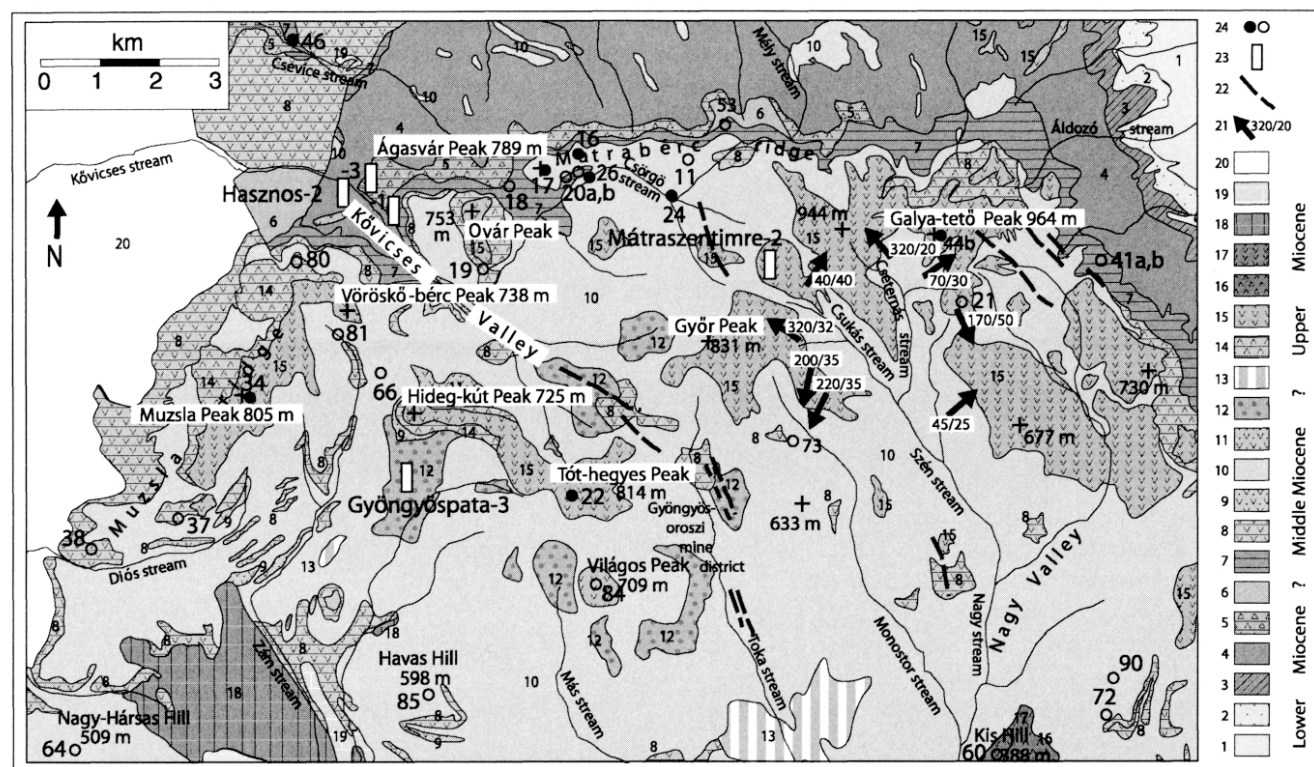 km
0 1 2 3
46
Csevice stream
Mély stream
53
Áldozó stream
Ágasvár Peak 789 m
16
Mátrabérc ridge
Kővicses stream
Hasznos-2
-3
-1
17
20a,b
26
Csörgő stream
11
24
18
753 m
Óvár Peak
19
944 m
Galya-tető Peak 964 m
44b
41a,b
Mátraszentimre-2
320/20
70/30
40/40
21
170/50
N
20
80
Kővicses Valley
Vöröskő-bérc Peak 738 m
81
Győr Peak
831 m
320/32
Csukás stream
Cseternás stream
200/35
220/35
730 m
34
Muzsla Peak 805 m
66
Hideg-kút Peak 725 m
45/25
677 m
73
Muzsla
Tót-hegyes Peak
814 m
22
Gyöngyöspata-3
Gyöngyös-
oroszi
mine
district
633 m
Szén stream
37
38
Diós stream
Világos Peak
709 m
84
Nagy Valley
Nagy stream
Zám stream
Havas Hill
598 m
85
Más stream
Toka stream
Monostor stream
90
72
Nagy-Hársas Hill
509 m
64
Kis Hill
60
388 m
24
23
22
21 320/20
20
19
18
17
16
15
14
13
12
11
10
9
8
7
6
5
4
3
2
1
Lower Miocene ? Middle Miocene ? Upper Miocene